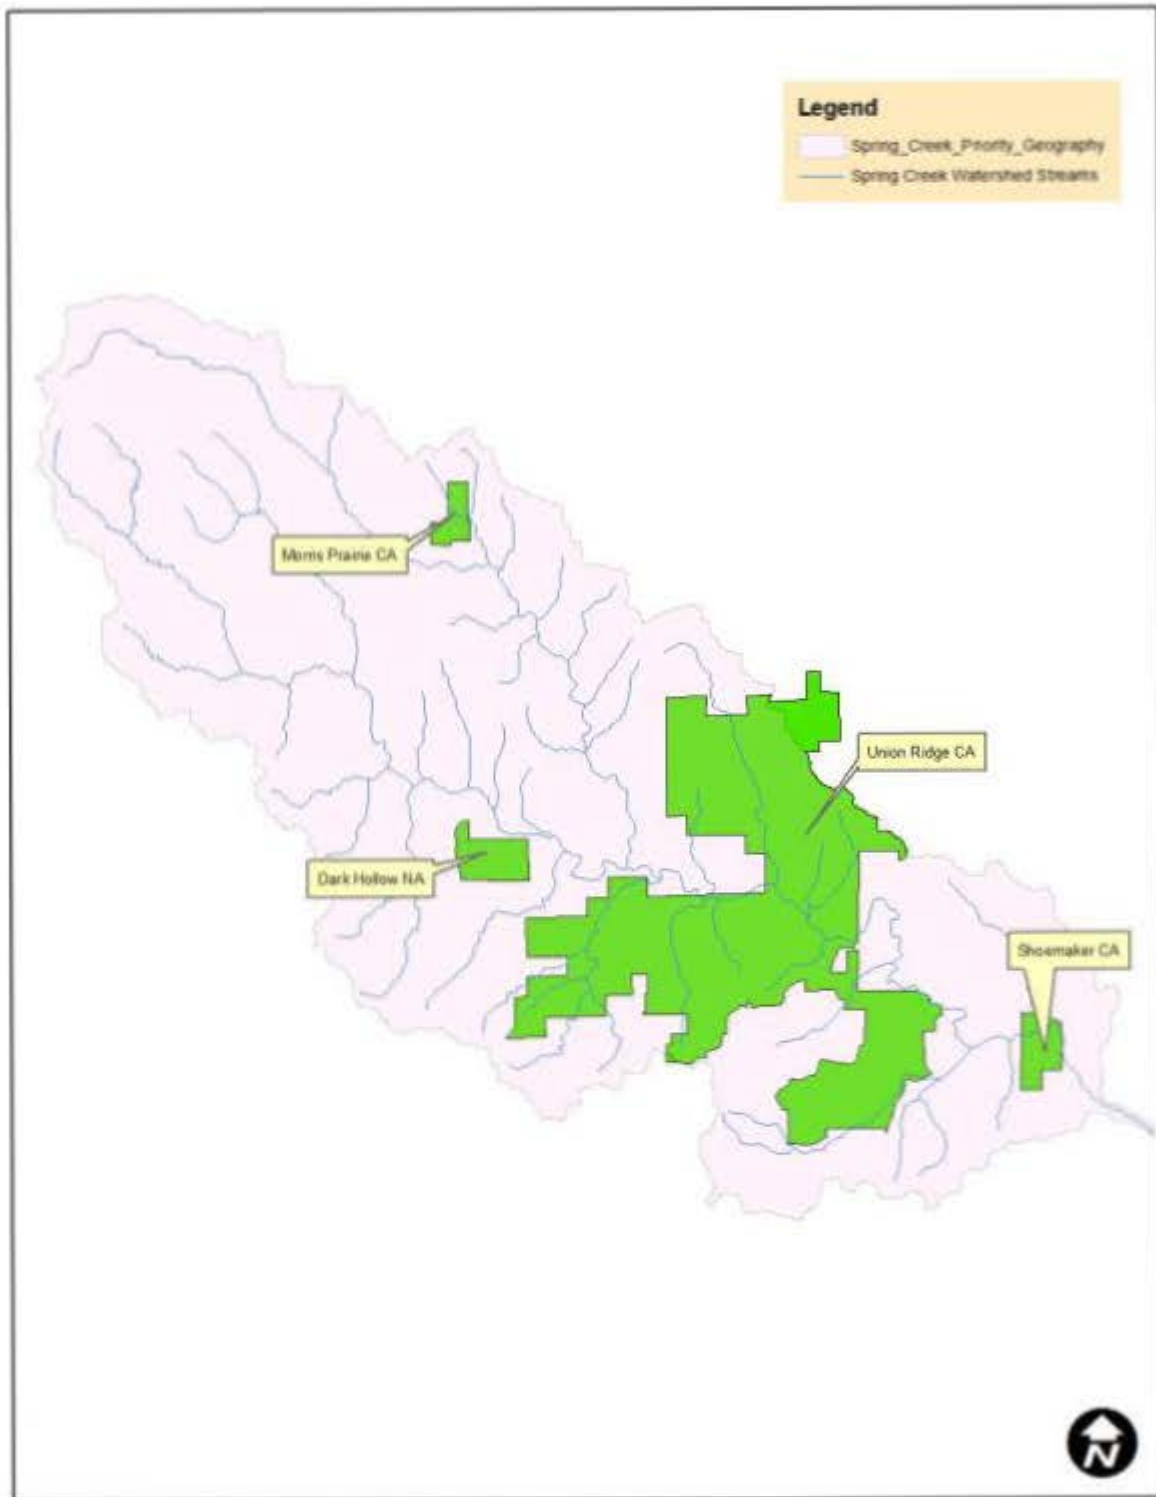 Legend
Spring_Creek_Priority_Geography
Spring Creek Watershed Streams
Morris Prairie CA
Union Ridge CA
Dark Hollow NA
Shoemaker CA
N